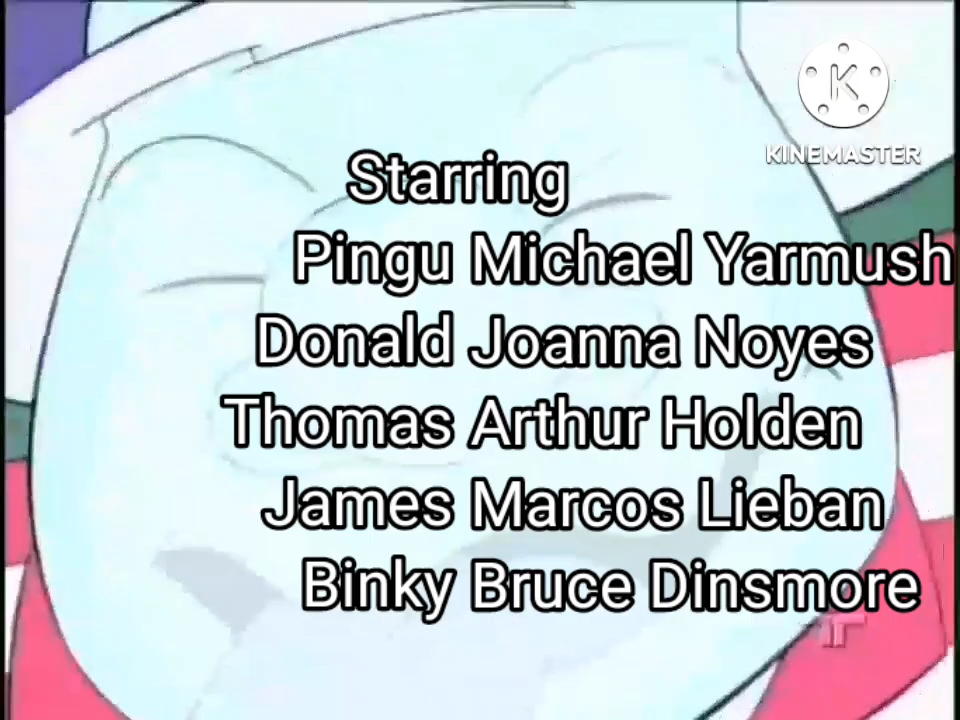 KINEMASTER
Starring
Pingu Michael Yarmush
Donald Joanna Noyes
Thomas Arthur Holden
James Marcos Lieban
Binky Bruce Dinsmore